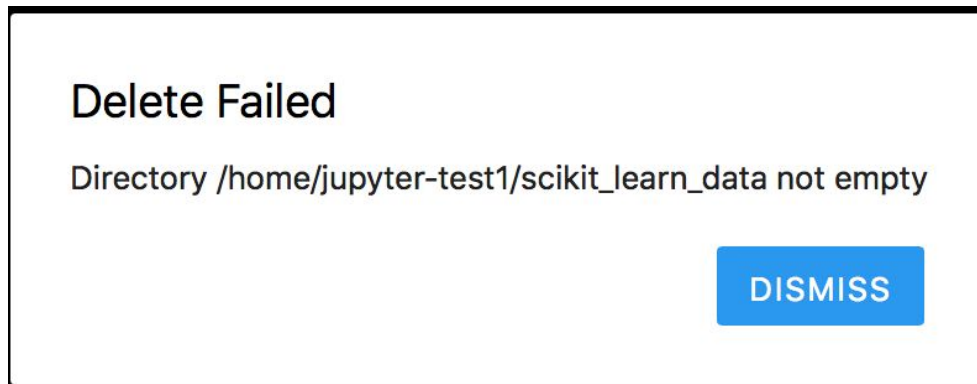 Delete Failed
Directory /home/jupyter-test1/scikit_learn_data not empty
DISMISS